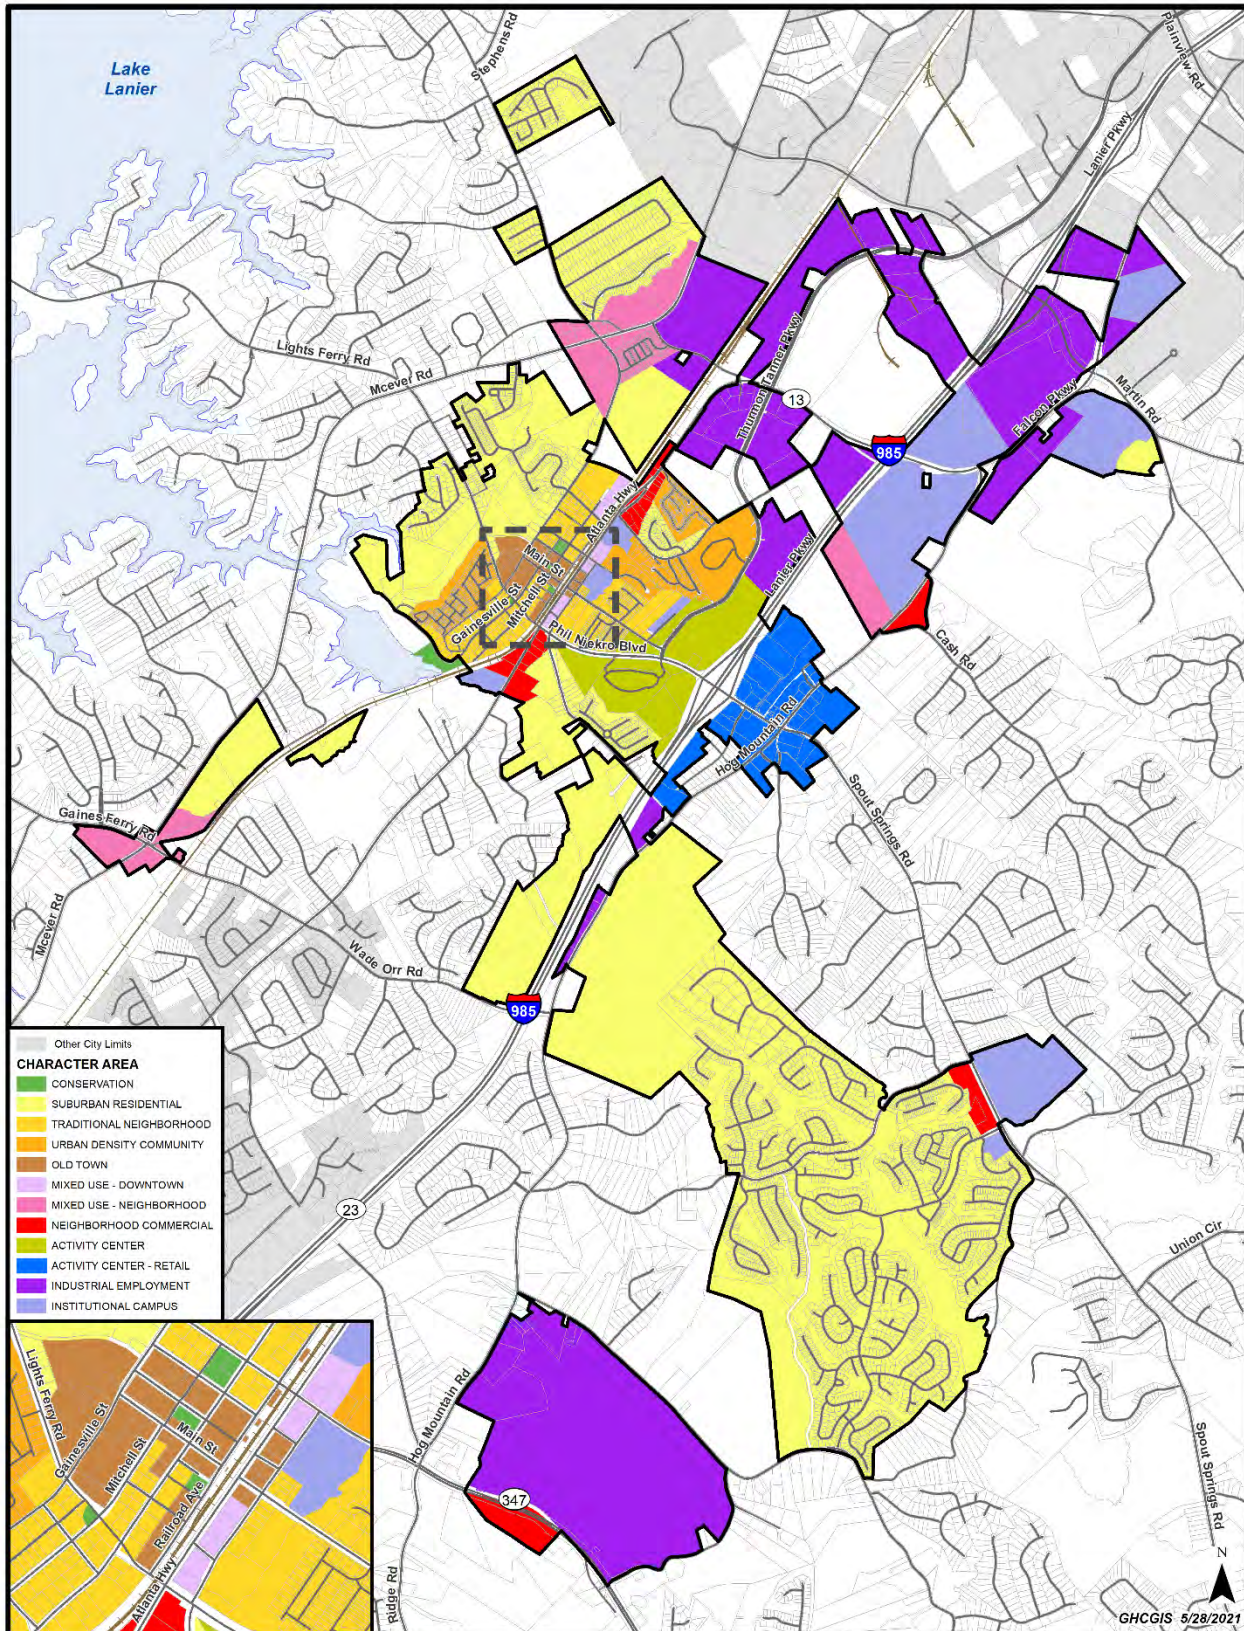 Stephens Rd
Plainview Rd
Lake
Lanier
Lanier Pkwy
Lights Ferry Rd
Mcever Rd
Thurmon Tanner Pkwy
13
Martin Rd
Falcon Pkwy
985
Atlanta Hwy
Main St
Lanier Pkwy
Gainesville St
Mitchell St
Phil Niekro Blvd
Cash Rd
Hog Mountain Rd
Spout Springs Rd
Gaines Ferry Rd
Mcever Rd
Wade Orr Rd
985
Other City Limits
CHARACTER AREA
CONSERVATION
SUBURBAN RESIDENTIAL
TRADITIONAL NEIGHBORHOOD
URBAN DENSITY COMMUNITY
OLD TOWN
MIXED USE - DOWNTOWN
MIXED USE - NEIGHBORHOOD
NEIGHBORHOOD COMMERCIAL
ACTIVITY CENTER
ACTIVITY CENTER - RETAIL
INDUSTRIAL EMPLOYMENT
INSTITUTIONAL CAMPUS
23
Union Cir
Hog Mountain Rd
347
Spout Springs Rd
Ridge Rd
Lights Ferry Rd
Gainesville St
Mitchell St
Main St
Railroad Ave
Atlanta Hwy
N
GHCGIS 5/28/2021